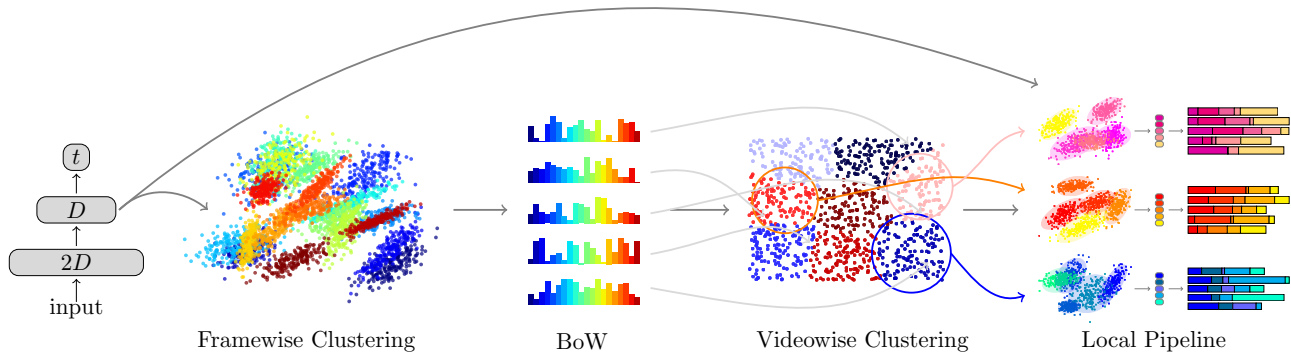 t
D
2D
input
Framewise Clustering
BoW
Videowise Clustering
Local Pipeline